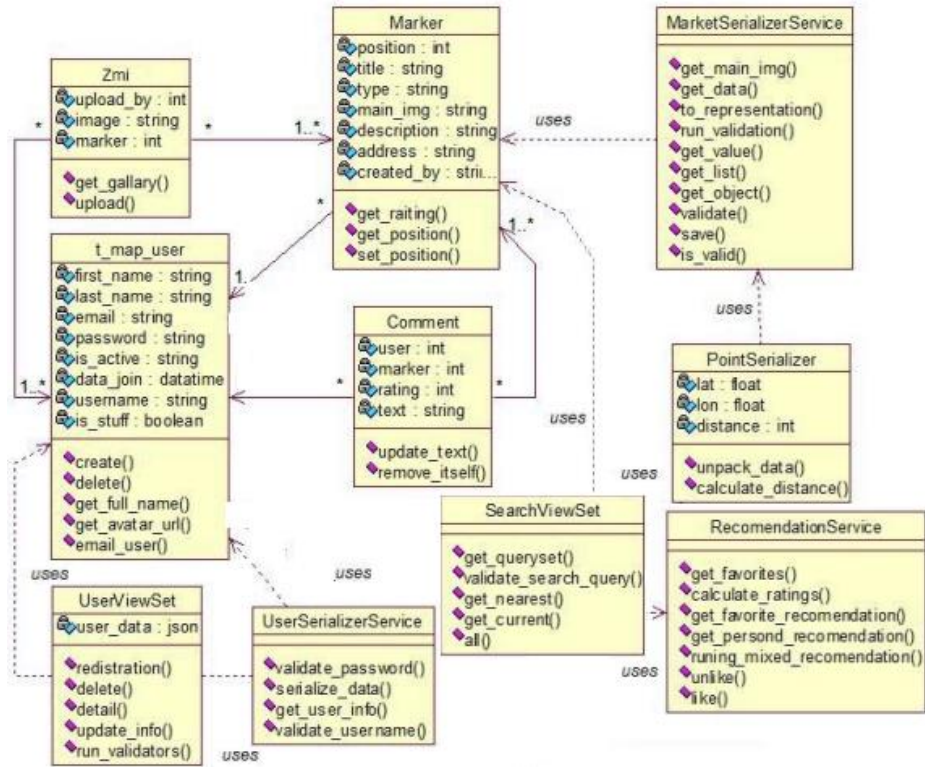 Marker
position : int
title : string
type : string
main_img : string
description : string
address : string
created_by : strin...
get_raiting()
get_position()
set_position()
MarketSerializerService
get_main_img()
get_data()
to_representation()
run_validation()
get_value()
get_list()
get_object()
validate()
save()
is_valid()
Zmi
upload_by : int
image : string
marker : int
get_gallary()
upload()
*
*
1..*
uses
*
1..*
1.
t_map_user
first_name : string
last_name : string
email : string
password : string
is_active : string
data_join : datatime
username : string
is_stuff : boolean
create()
delete()
get_full_name()
get_avatar_url()
email_user()
1..*
*
*
Comment
user : int
marker : int
rating : int
text : string
update_text()
remove_itself()
uses
uses
PointSerializer
lat : float
lon : float
distance : int
unpack_data()
calculate_distance()
uses
SearchViewSet
get_queryset()
validate_search_query()
get_nearest()
get_current()
all()
RecomendationService
get_favorites()
calculate_ratings()
get_favorite_recomendation()
get_persond_recomendation()
runing_mixed_recomendation()
unlike()
like()
uses
uses
uses
UserViewSet
user_data : json
redistration()
delete()
detail()
update_info()
run_validators()
UserSerializerService
validate_password()
serialize_data()
get_user_info()
validate_username()
uses